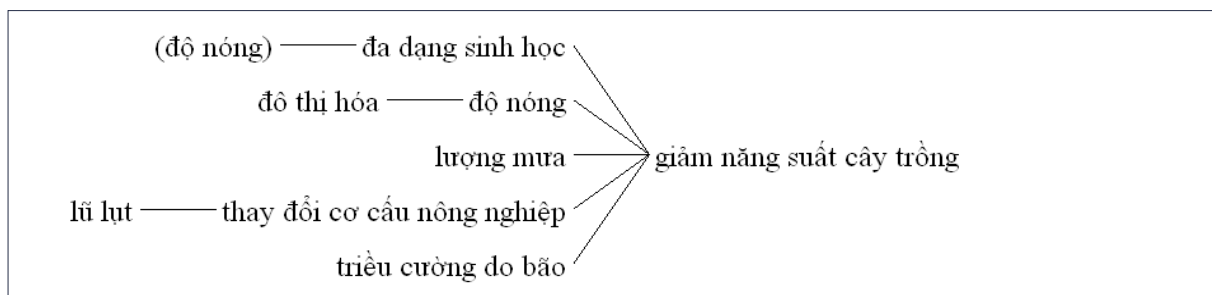 (độ nóng) đa dạng sinh học
đô thị hóa độ nóng
lượng mưa giảm năng suất cây trồng
lũ lụt thay đổi cơ cấu nông nghiệp
triều cường do bão